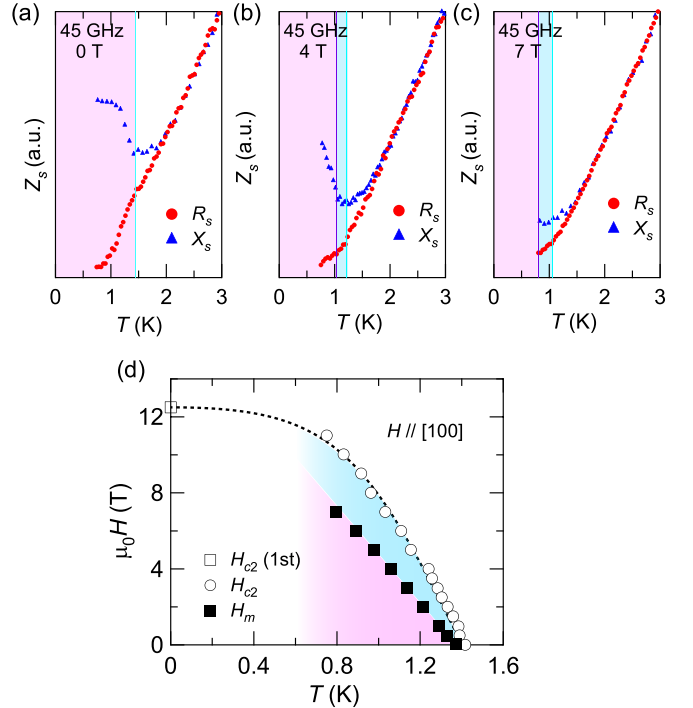 (a)
45 GHz
0 T
Z_s (a.u.)
R_s
X_s
0 1 2 3
T (K)
(b)
45 GHz
4 T
Z_s (a.u.)
R_s
X_s
0 1 2 3
T (K)
(c)
45 GHz
7 T
Z_s (a.u.)
R_s
X_s
0 1 2 3
T (K)
(d)
H // [100]
μ₀H (T)
12
8
4
0
H_c2 (1st)
H_c2
H_m
0 0.4 0.8 1.2 1.6
T (K)